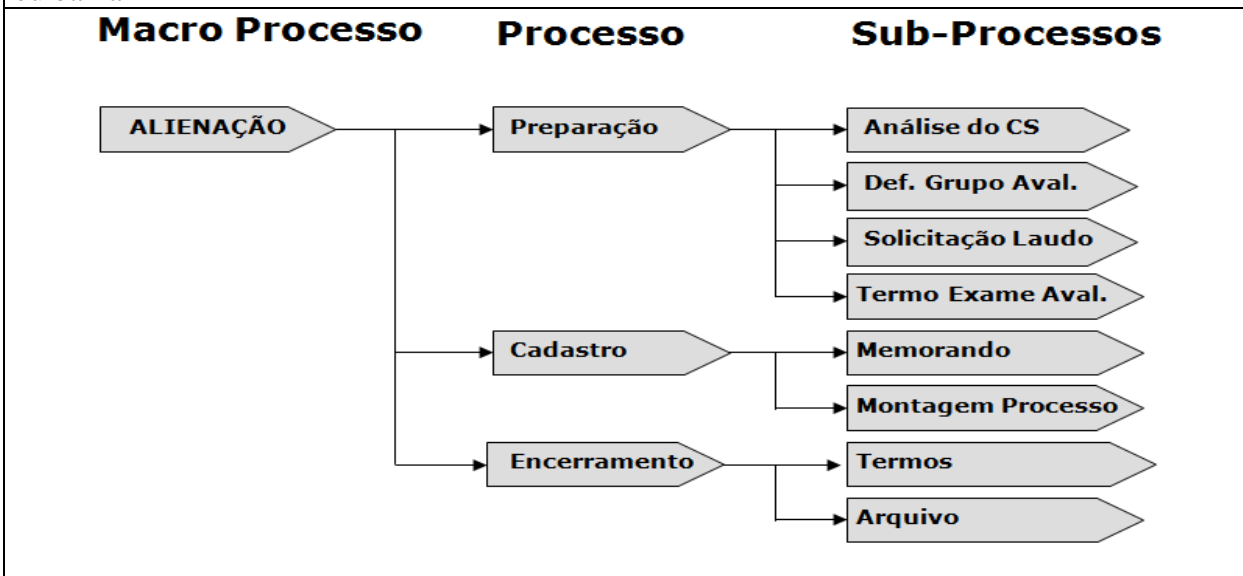 Macro Processo Processo Sub-Processos
ALIENAÇÃO Preparação Análise do CS
Def. Grupo Aval.
Solicitação Laudo
Termo Exame Aval.
Cadastro Memorando
Montagem Processo
Encerramento Termos
Arquivo